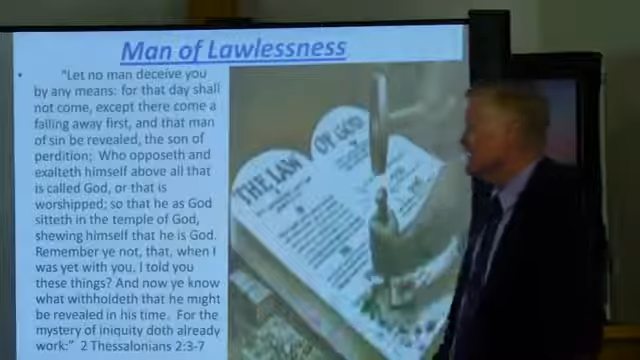 Man of Lawlessness
• "Let no man deceive you
by any means: for that day shall
not come, except there come a
falling away first, and that man
of sin be revealed, the son of
perdition; Who opposeth and
exalteth himself above all that
is called God, or that is
worshipped; so that he as God
sitteth in the temple of God,
shewing himself that he is God.
Remember ye not, that, when I
was yet with you, I told you
these things? And now ye know
what withholdeth that he might
be revealed in his time. For the
mystery of iniquity doth already
work:" 2 Thessalonians 2:3-7
THE LAW OF GOD